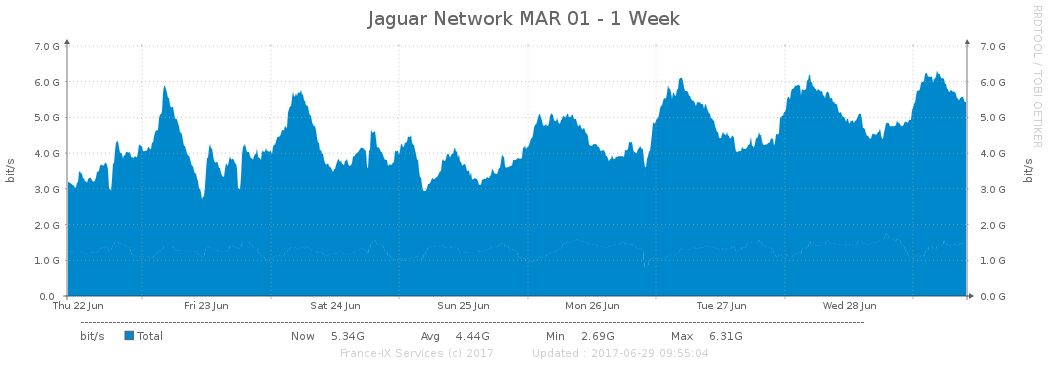 Jaguar Network MAR 01 - 1 Week
RRDTOOL / TOBI OETIKER
7.0 G 7.0 G
6.0 G 6.0 G
5.0 G 5.0 G
4.0 G 4.0 G
3.0 G 3.0 G
2.0 G 2.0 G
1.0 G 1.0 G
0.0 0.0 G
bit/s
bit/s
Thu 22 Jun Fri 23 Jun Sat 24 Jun Sun 25 Jun Mon 26 Jun Tue 27 Jun Wed 28 Jun
bit/s Total Now 5.34G Avg 4.44G Min 2.69G Max 6.31G
France-IX Services (c) 2017 Updated : 2017-06-29 09:55:04